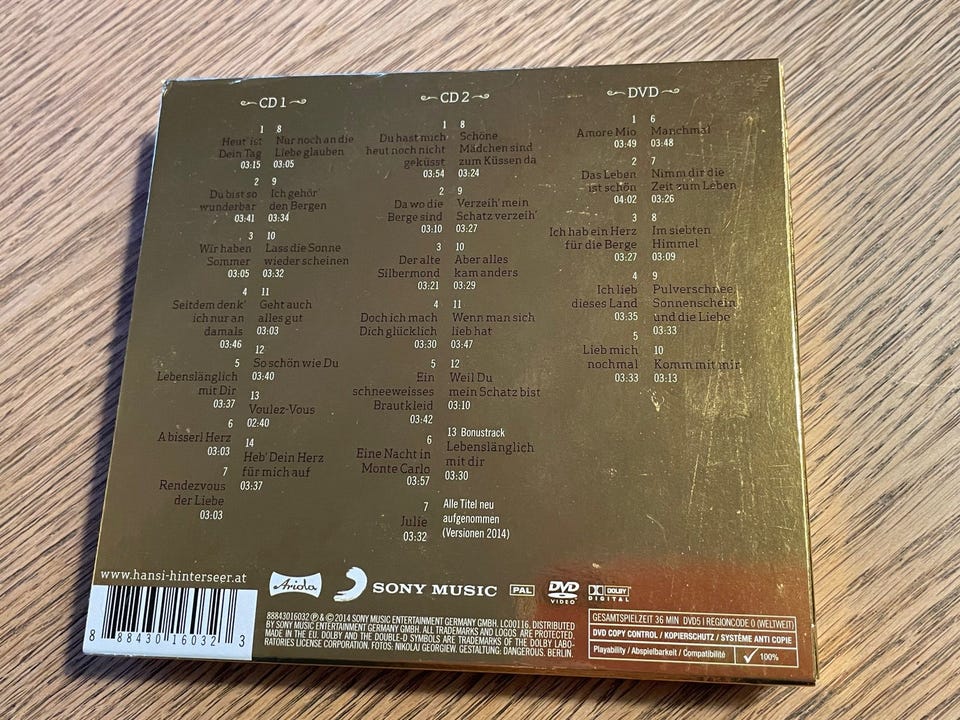 CD 1
1
Heut' ist
Dein Tag
03:15
2
Du bist so
wunderbar
03:41
3
Wir haben
Sommer
03:05
4
Seitdem denk'
ich nur an
damals
03:46
5
Lebenslänglich
mit Dir
03:37
6
A bisserl Herz
03:03
7
Rendezvous
der Liebe
03:03
8
Nur noch an die
Liebe glauben
03:05
9
Ich gehör'
den Bergen
03:34
10
Lass die Sonne
wieder scheinen
03:32
11
Geht auch
alles gut
03:03
12
So schön wie Du
03:40
13
Voulez-Vous
02:40
14
Heb' Dein Herz
für mich auf
03:37
CD 2
1
Du hast mich
heut noch nicht
geküsst
03:54
2
Da wo die
Berge sind
03:10
3
Der alte
Silbermond
03:21
4
Doch ich mach
Dich glücklich
03:30
5
Ein
schneeweisses
Brautkleid
03:42
6
Eine Nacht in
Monte Carlo
03:57
7
Julie
03:32
8
Schöne
Mädchen sind
zum Küssen da
03:24
9
Verzeih' mein
Schatz verzeih'
03:27
10
Aber alles
kam anders
03:29
11
Wenn man sich
lieb hat
03:47
12
Weil Du
mein Schatz bist
03:10
13 Bonustrack
Lebenslänglich
mit dir
03:30
Alle Titel neu
aufgenommen
(Versionen 2014)
DVD
1
Amore Mio
03:49
2
Das Leben
ist schön
04:02
3
Ich hab ein Herz
für die Berge
03:27
4
Ich lieb
dieses Land
03:35
5
Lieb mich
nochmal
03:33
6
Manchmal
03:48
7
Nimm dir die
Zeit zum Leben
03:26
8
Im siebten
Himmel
03:09
9
Pulverschnee,
Sonnenschein
und die Liebe
03:33
10
Komm mit mir
03:13
www.hansi-hinterseer.at
Ariola
SONY MUSIC
PAL
DVD
VIDEO
DOLBY
DIGITAL
8 88430 16032 3
88843016032 ℗ & © 2014 SONY MUSIC ENTERTAINMENT GERMANY GMBH. LC00116. DISTRIBUTED
BY SONY MUSIC ENTERTAINMENT GERMANY GMBH. ALL TRADEMARKS AND LOGOS ARE PROTECTED.
MADE IN THE EU. DOLBY AND THE DOUBLE-D SYMBOLS ARE TRADEMARKS OF THE DOLBY LABO-
RATORIES LICENSE CORPORATION. FOTOS: NIKOLAJ GEORGIEW. GESTALTUNG: DANGEROUS. BERLIN.
GESAMTSPIELZEIT 36 MIN DVD5 | REGIONCODE 0 (WELTWEIT)
DVD COPY CONTROL / KOPIERSCHUTZ / SYSTÈME ANTI COPIE
Playability / Abspielbarkeit / Compatibilité
100%